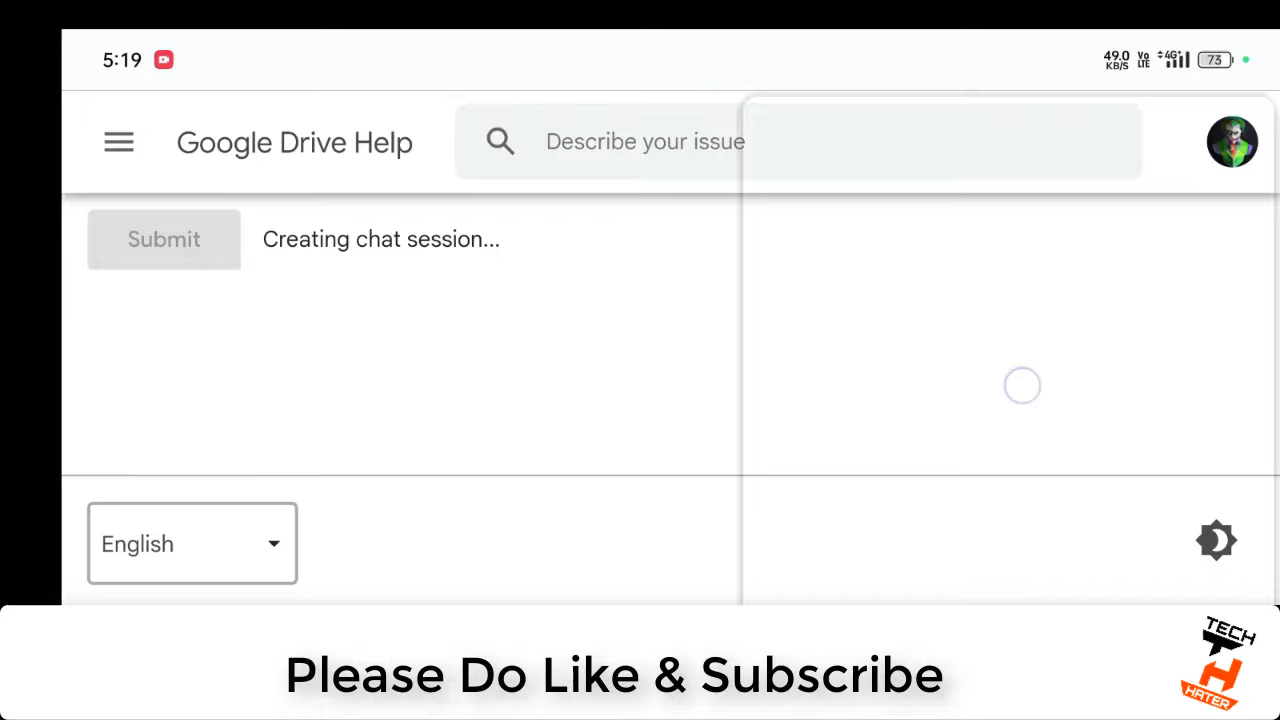 5:19
49.0 KB/S Vo LTE 4G+ 73
Google Drive Help
Describe your issue
Submit
Creating chat session...
English
Please Do Like & Subscribe
TECH
HATER